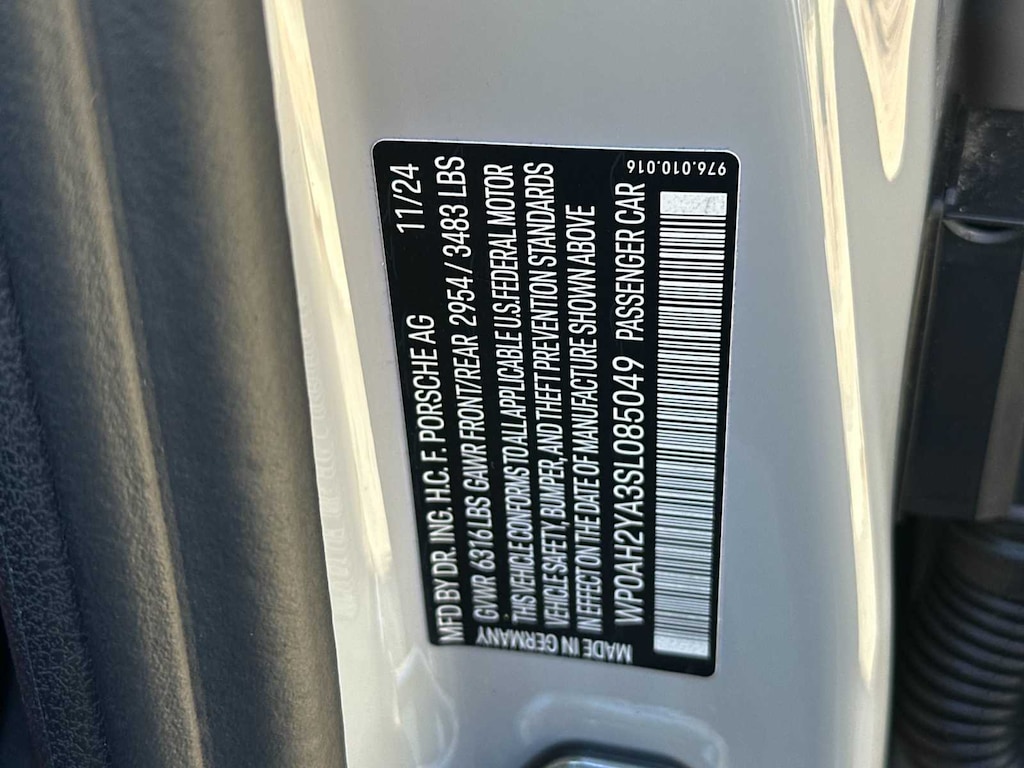 MFD BY DR. ING. H.C. F. PORSCHE AG 11/24
GVWR 6316 LBS GAWR FRONT/REAR 2954 / 3483 LBS
THIS VEHICLE CONFORMS TO ALL APPLICABLE U.S. FEDERAL MOTOR
VEHICLE SAFETY, BUMPER, AND THEFT PREVENTION STANDARDS
IN EFFECT ON THE DATE OF MANUFACTURE SHOWN ABOVE
WP0AH2YA3SL085049 PASSENGER CAR
MADE IN GERMANY
976.010.016